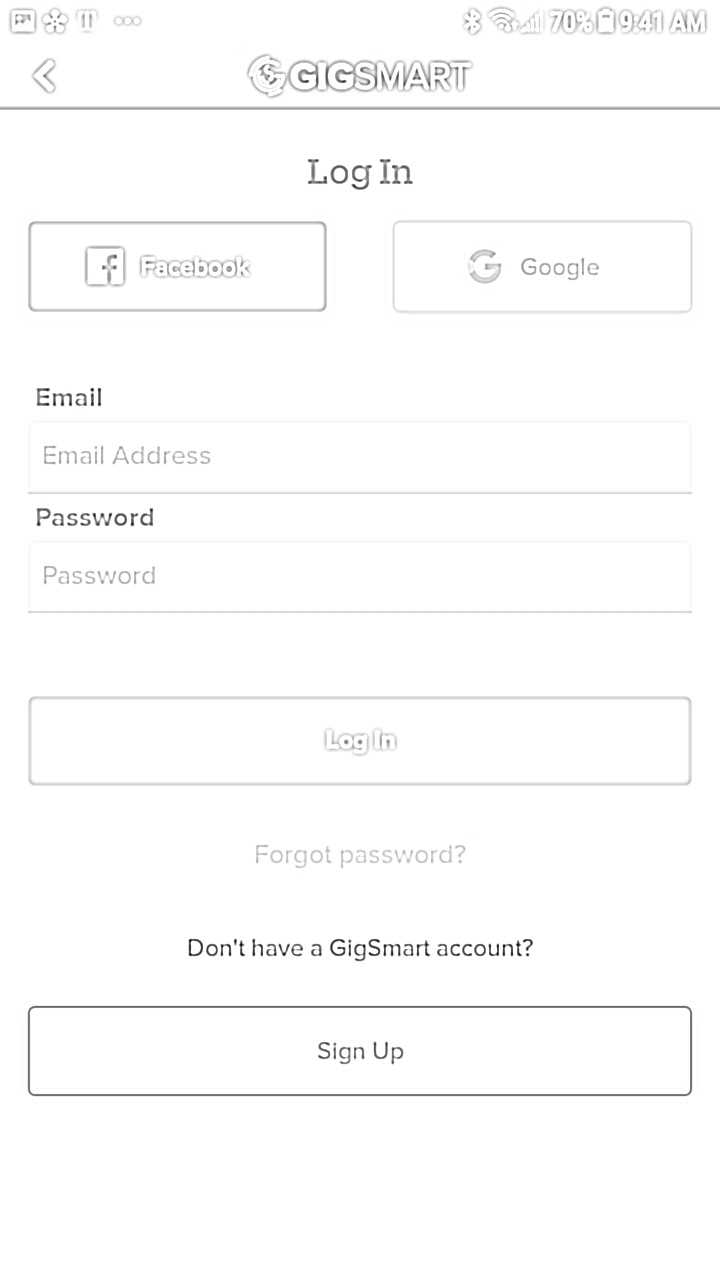 70% 9:41 AM
GIGSMART
Log In
Facebook
Google
Email
Email Address
Password
Password
Log In
Forgot password?
Don't have a GigSmart account?
Sign Up